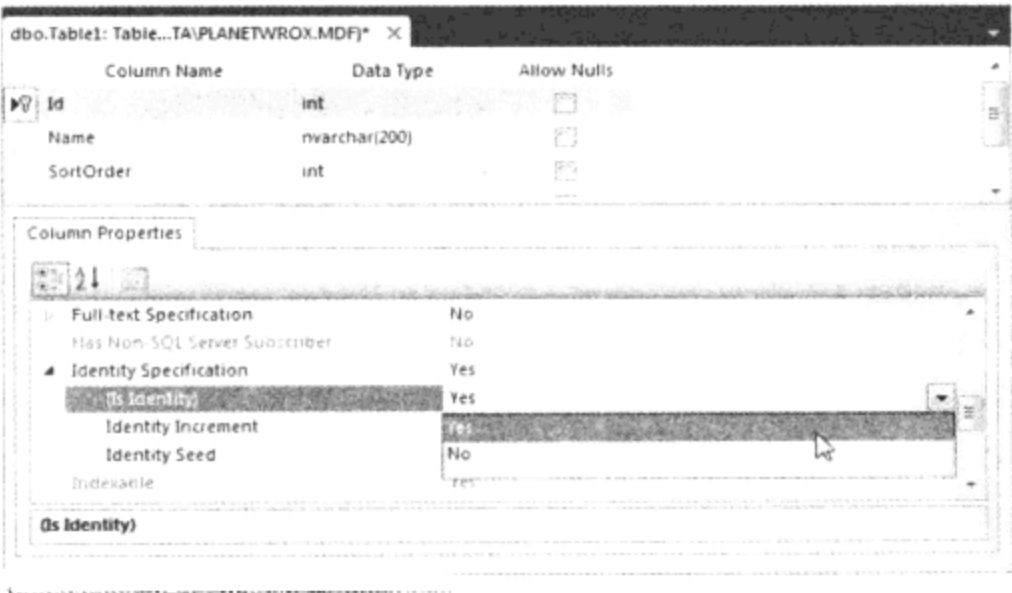 dbo.Table1: Table...TA\PLANETWROX.MDF)* ×
Column Name Data Type Allow Nulls
Id int
Name nvarchar(200)
SortOrder int
Column Properties
Full-text Specification No
Has Non-SQL Server Subscriber No
Identity Specification Yes
(Is Identity) Yes
Identity Increment Yes
Identity Seed No
Indexable Yes
(Is Identity)